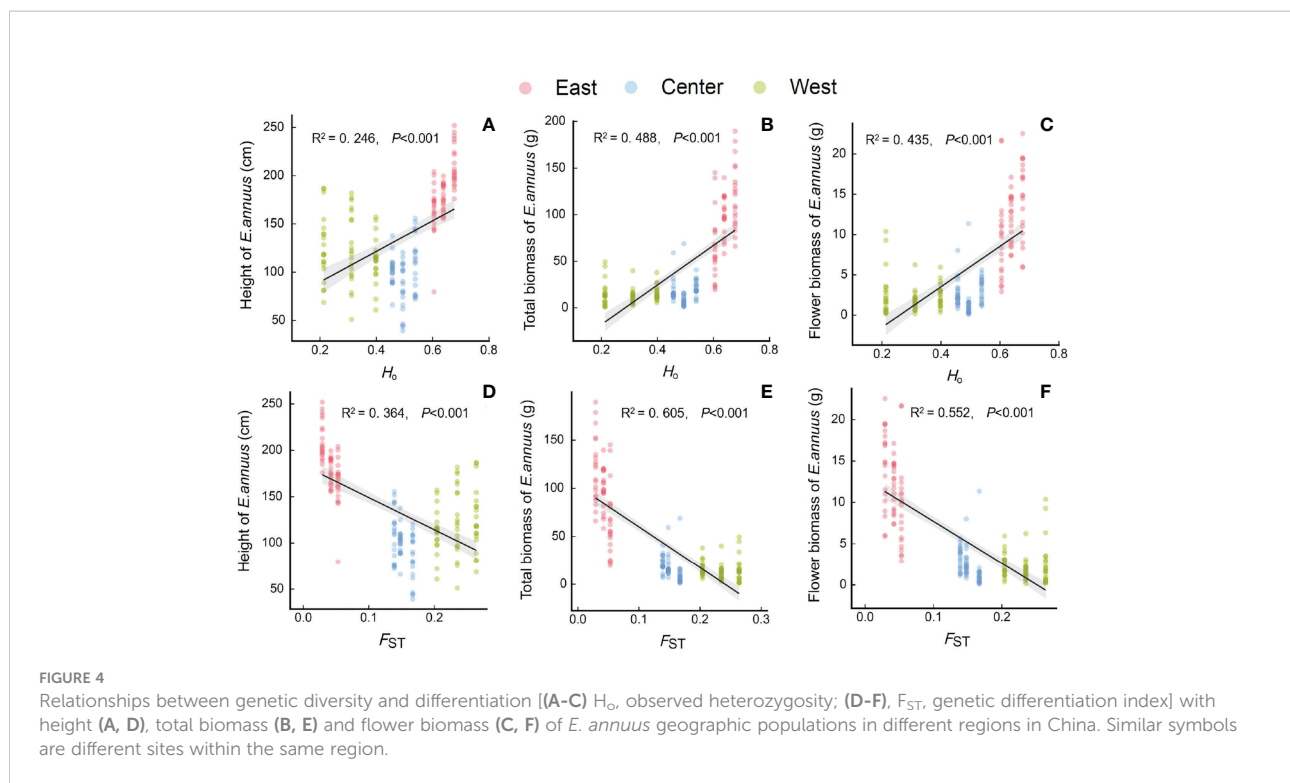 East Center West
A
R² = 0. 246, P<0.001
Height of E.annuus (cm)
250
200
150
100
50
0.2 0.4 0.6 0.8
Hₒ
B
R² = 0. 488, P<0.001
Total biomass of E.annuus (g)
200
150
100
50
0
0.2 0.4 0.6 0.8
Hₒ
C
R² = 0. 435, P<0.001
Flower biomass of E.annuus (g)
20
15
10
5
0
0.2 0.4 0.6 0.8
Hₒ
D
R² = 0. 364, P<0.001
Height of E.annuus (cm)
250
200
150
100
50
0.0 0.1 0.2
FST
E
R² = 0.605, P<0.001
Total biomass of E.annuus (g)
200
150
100
50
0
0.0 0.1 0.2 0.3
FST
F
R² =0.552, P<0.001
Flower biomass of E.annuus (g)
20
15
10
5
0
0.0 0.1 0.2
FST
FIGURE 4
Relationships between genetic diversity and differentiation [(A-C) Hₒ, observed heterozygosity; (D-F), FST, genetic differentiation index] with
height (A, D), total biomass (B, E) and flower biomass (C, F) of E. annuus geographic populations in different regions in China. Similar symbols
are different sites within the same region.